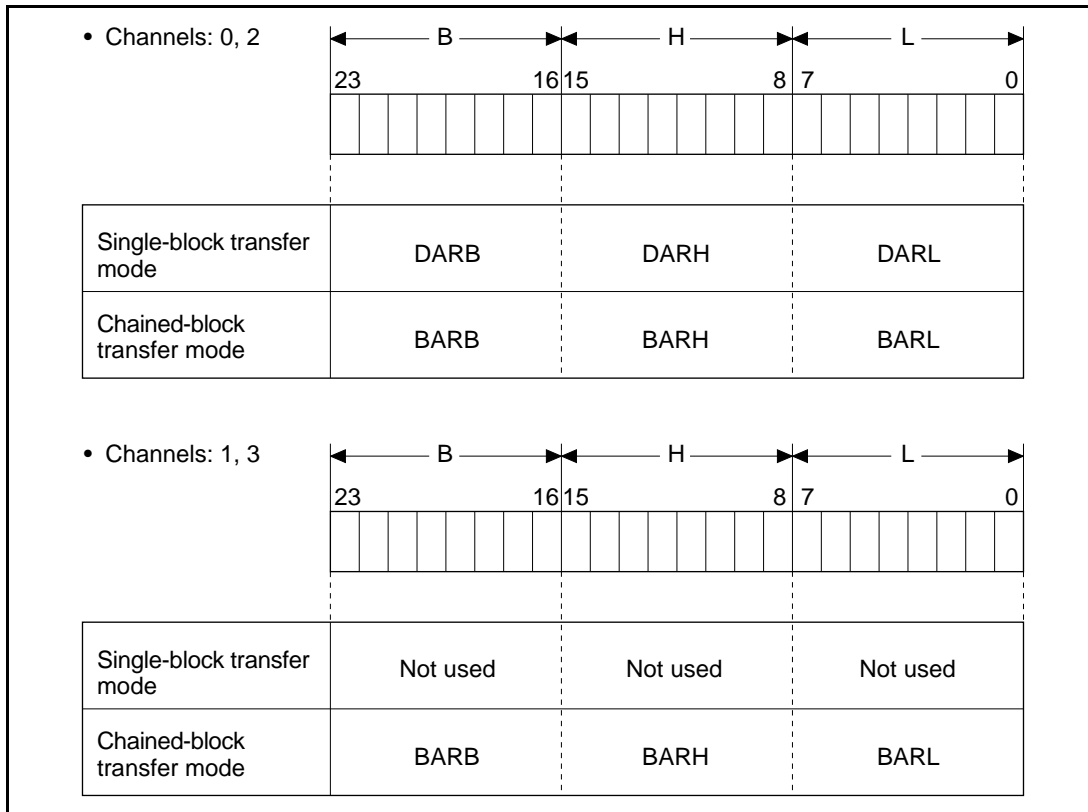 • Channels: 0, 2
B H L
23 16 15 8 7 0
Single-block transfer
mode
DARB DARH DARL
Chained-block
transfer mode
BARB BARH BARL
• Channels: 1, 3
B H L
23 16 15 8 7 0
Single-block transfer
mode
Not used Not used Not used
Chained-block
transfer mode
BARB BARH BARL